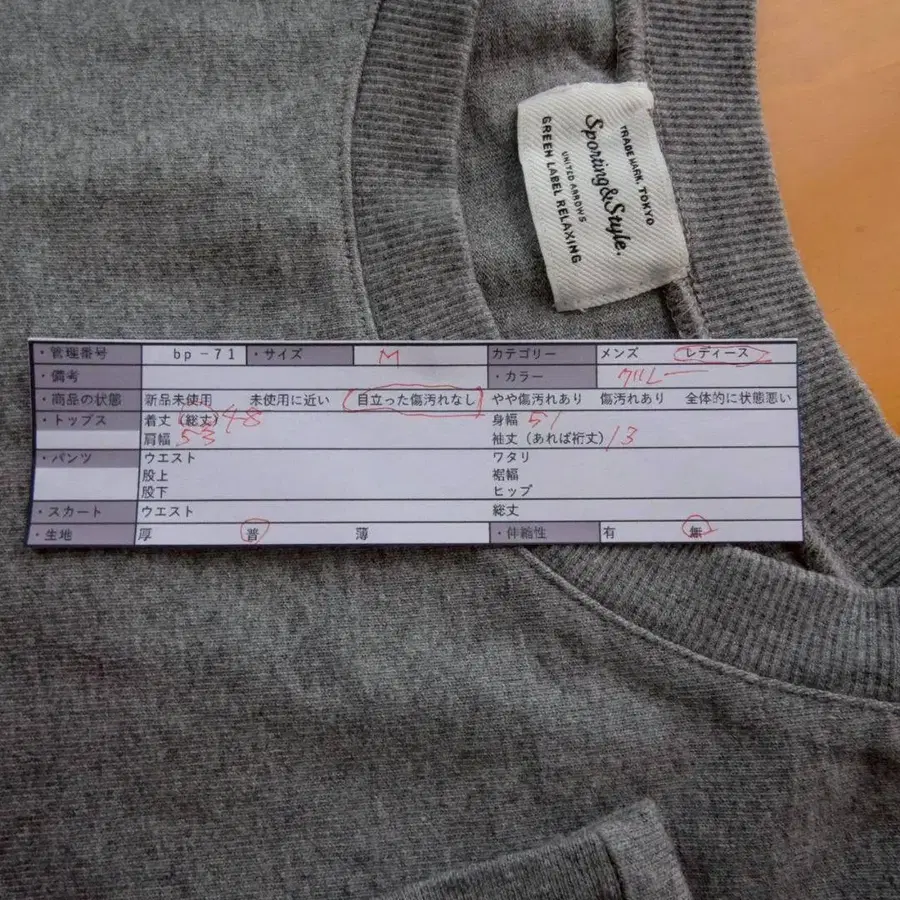 TRADE MARK. TOKYO
Sporting&Style.
UNITED ARROWS
GREEN LABEL RELAXING
・管理番号 bp－71 ・サイズ M カテゴリー メンズ レディース
・備考 ・カラー グレー
・商品の状態 新品未使用 未使用に近い 目立った傷汚れなし やや傷汚れあり 傷汚れあり 全体的に状態悪い
・トップス 着丈（総丈）48 身幅 51
肩幅 53 袖丈（あれば裄丈）13
・パンツ ウエスト ワタリ
股上 裾幅
股下 ヒップ
・スカート ウエスト 総丈
・生地 厚 普 薄 ・伸縮性 有 無